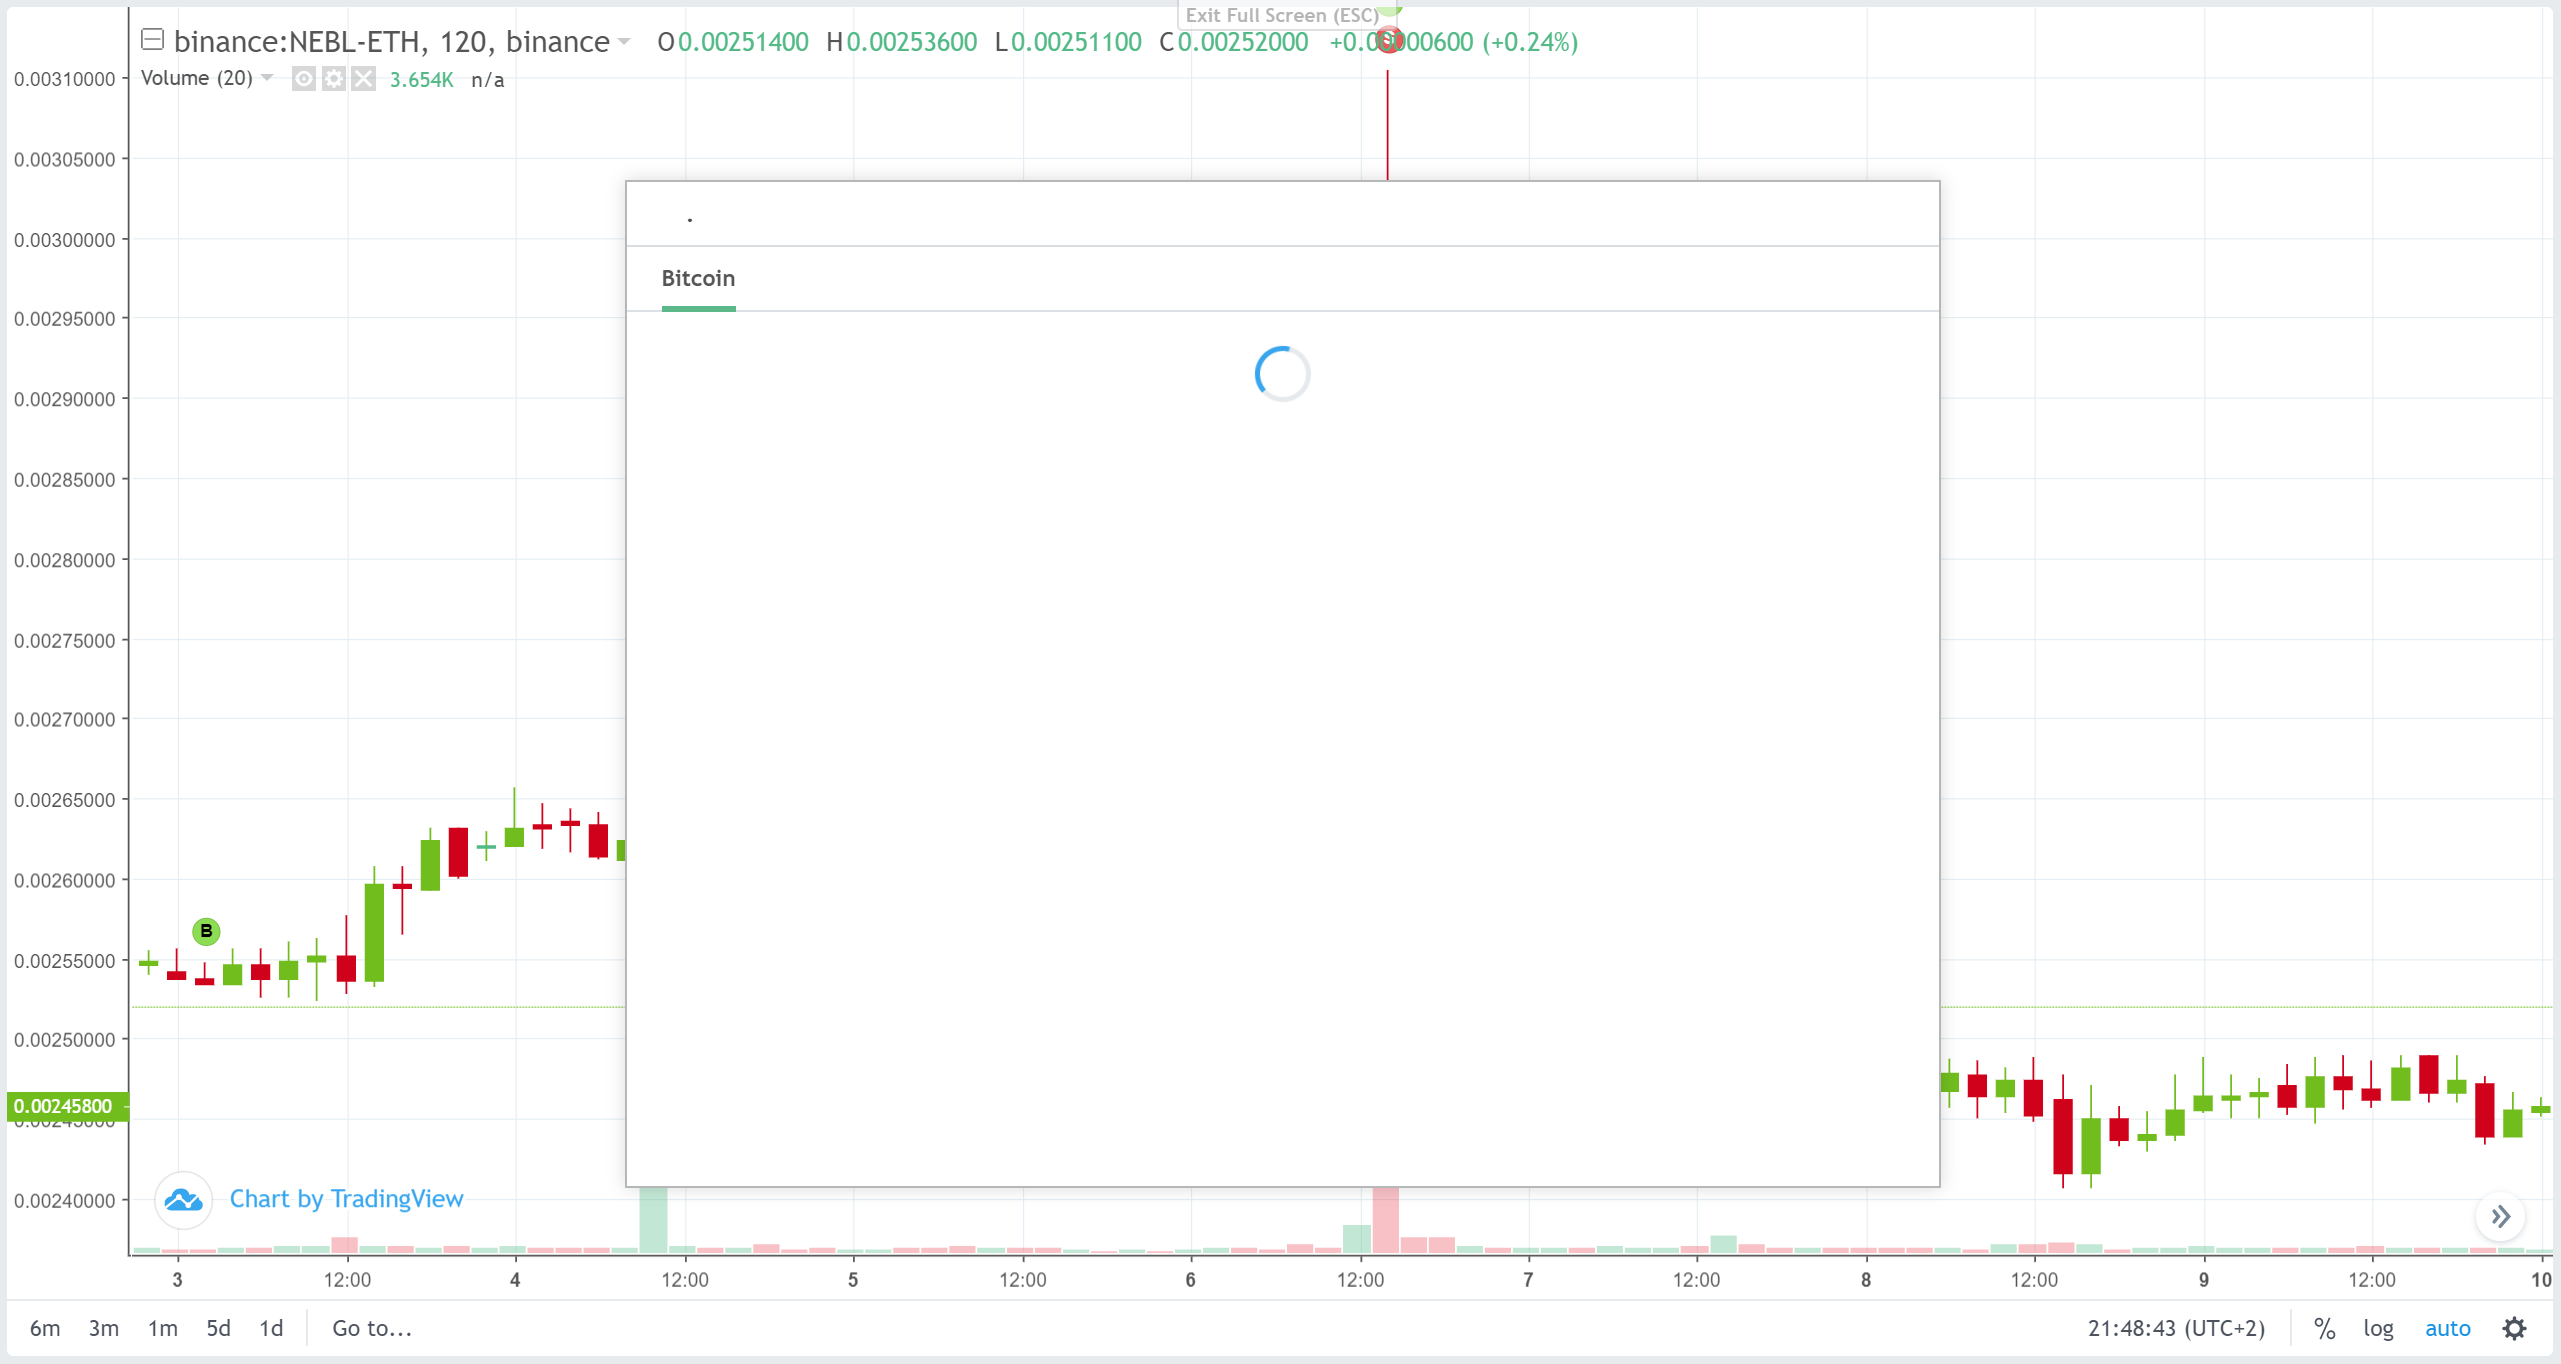 Exit Full Screen (ESC)
binance:NEBL-ETH, 120, binance O0.00251400 H0.00253600 L0.00251100 C0.00252000 +0.00000600 (+0.24%)
Volume (20) 3.654K n/a
0.00310000
0.00305000
0.00300000
0.00295000
0.00290000
0.00285000
0.00280000
0.00275000
0.00270000
0.00265000
0.00260000
0.00255000
0.00250000
0.00245800
0.00245000
0.00240000
.
Bitcoin
B
Chart by TradingView
3 12:00 4 12:00 5 12:00 6 12:00 7 12:00 8 12:00 9 12:00 10
6m 3m 1m 5d 1d Go to... 21:48:43 (UTC+2) % log auto